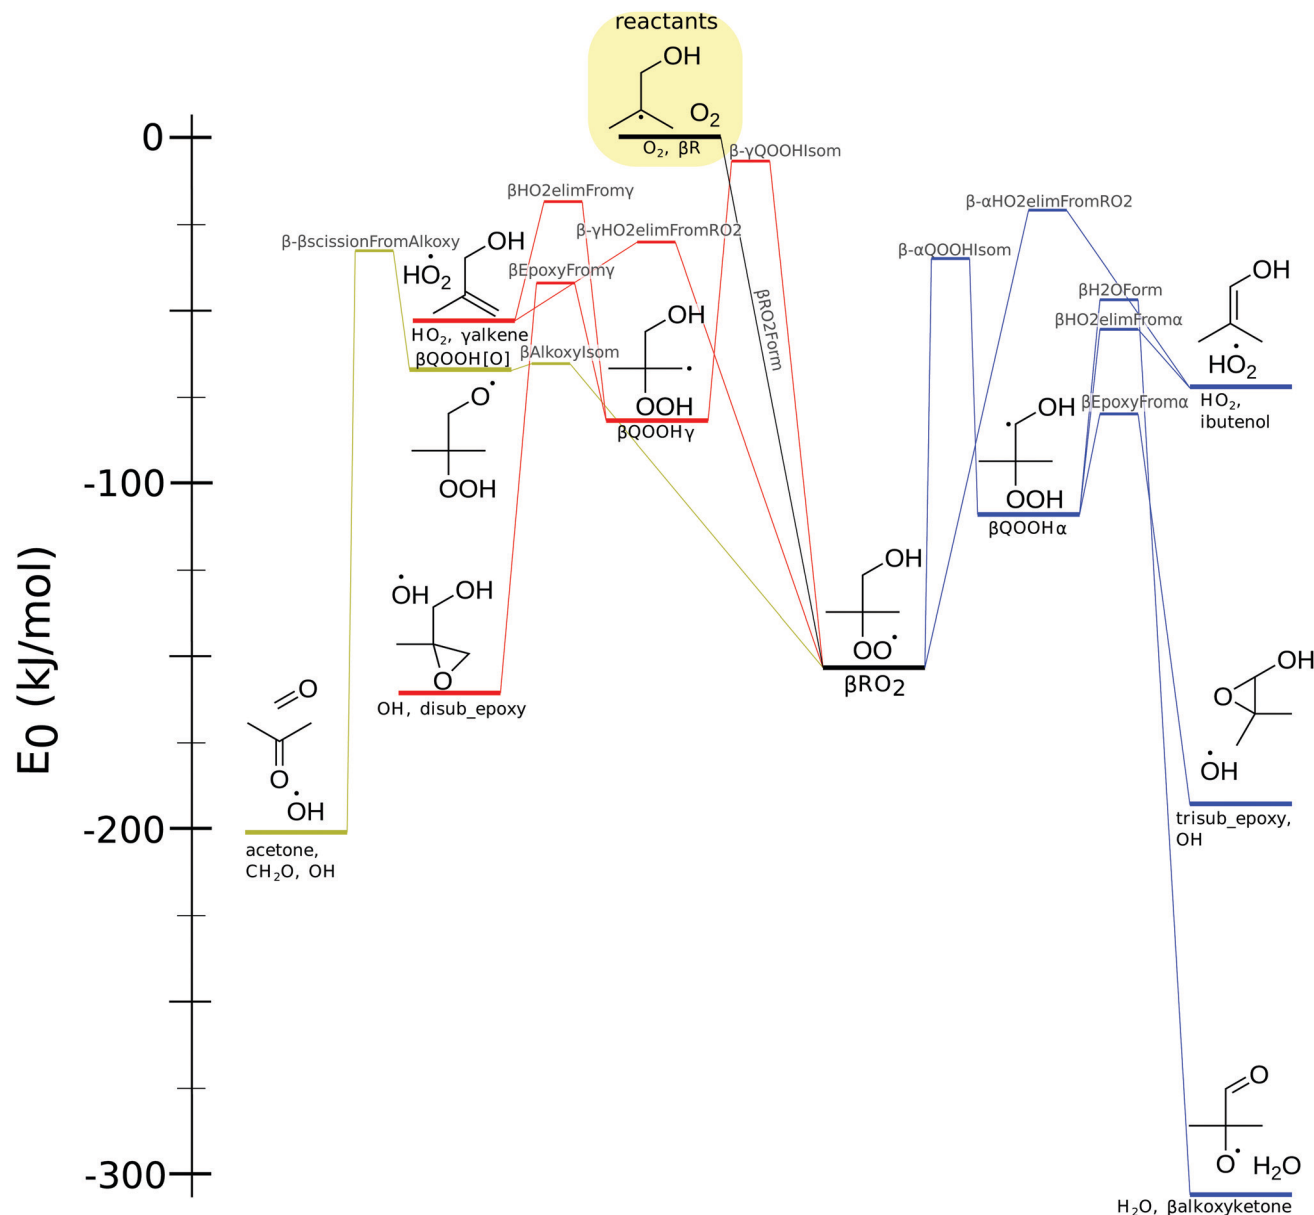 reactants
OH
O2
O2, βR
0
β-γQOOHIsom
βHO2elimFromγ
β-αHO2elimFromRO2
β-γHO2elimFromRO2
β-βscissionFromAlkoxy
OH
β-αQOOHIsom
HO2
βEpoxyFromγ
OH
βH2OForm
βRO2Form
OH
βHO2elimFromα
HO2, γalkene
βAlkoxyIsom
HO2
βQOOH[O]
O
OOH
βQOOHγ
OH
βEpoxyFromα
HO2,
ibutenol
-100
OOH
OOH
βQOOHα
E0 (kJ/mol)
OH
OH
OH
OO
βRO2
O
OH, disub_epoxy
O
OH
O
O
OH
OH
-200
trisub_epoxy,
OH
acetone,
CH2O, OH
O
-300
O
H2O
H2O, βalkoxyketone